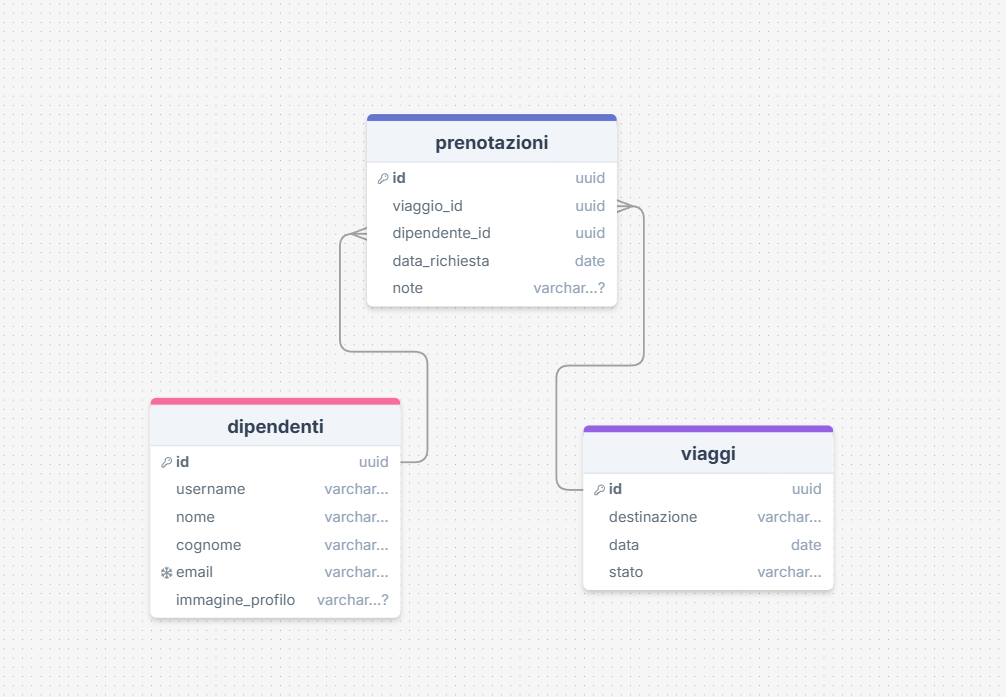 prenotazioni
id uuid
viaggio_id uuid
dipendente_id uuid
data_richiesta date
note varchar...?
dipendenti
id uuid
username varchar...
nome varchar...
cognome varchar...
email varchar...
immagine_profilo varchar...?
viaggi
id uuid
destinazione varchar...
data date
stato varchar...